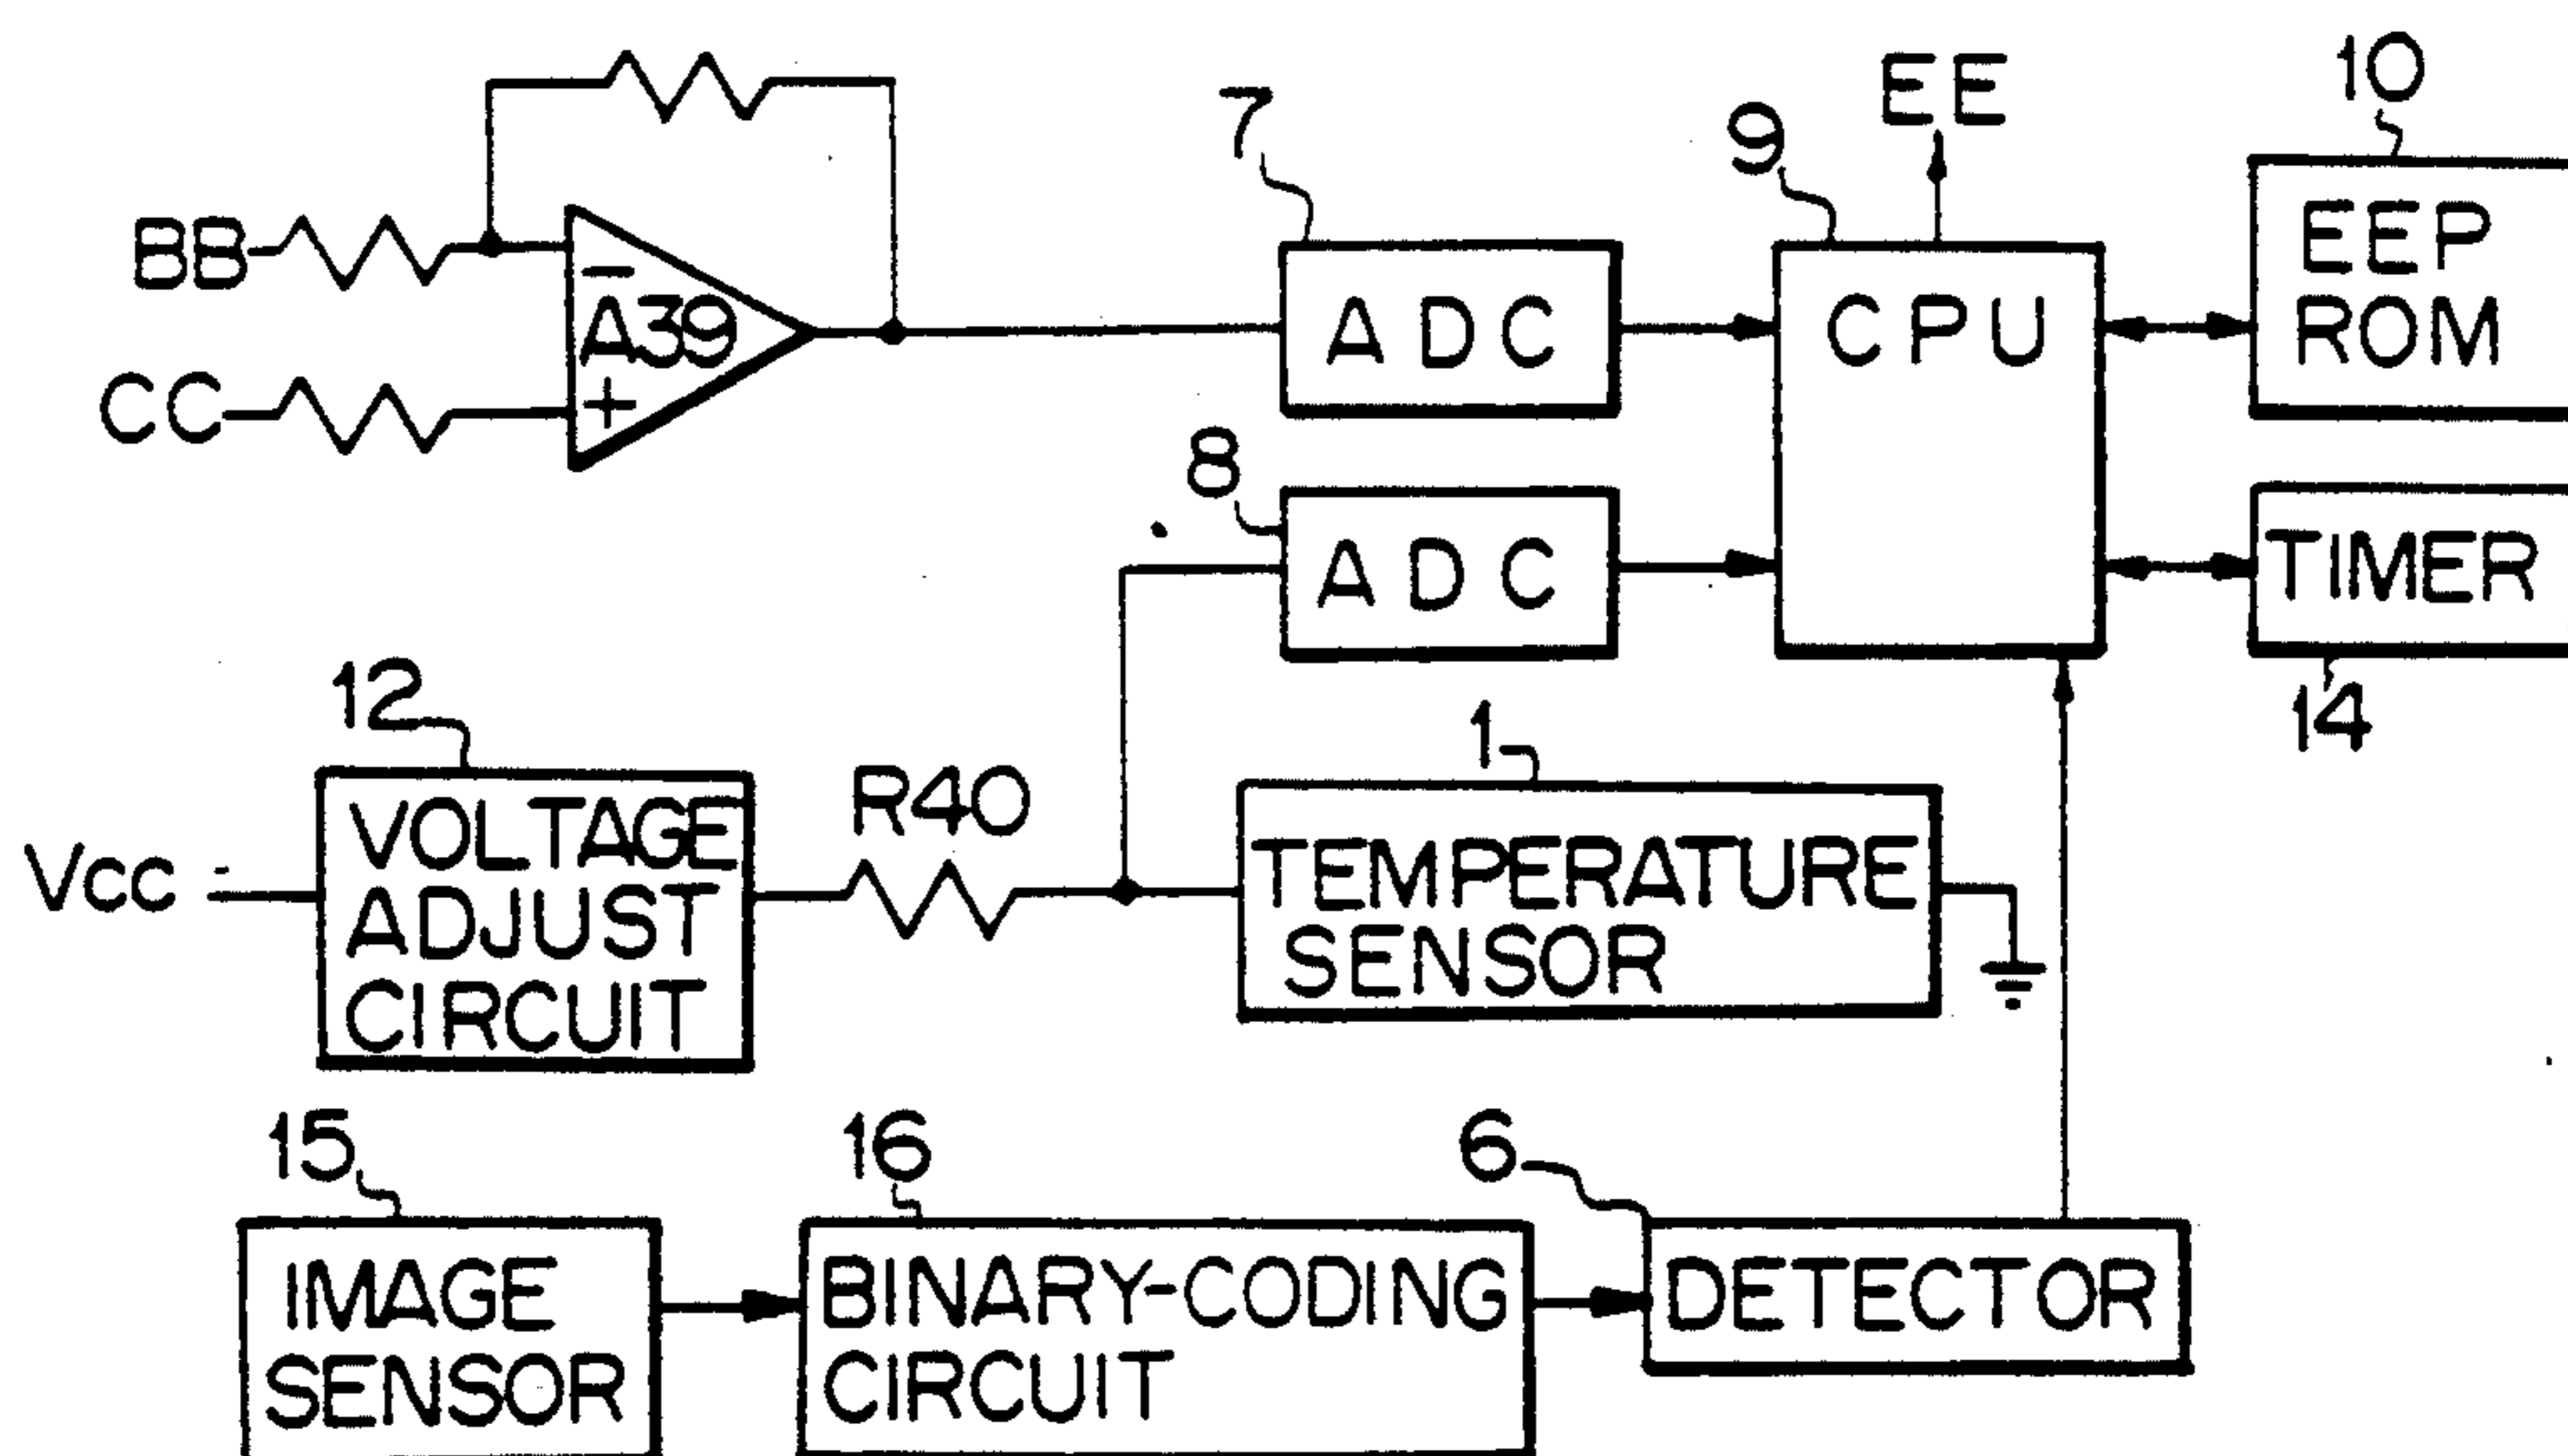 10
EE
7
9
BB
EEP
ROM
-
A39
+
ADC
CPU
CC
8
ADC
TIMER
12
1
14
R40
VOLTAGE
ADJUST
CIRCUIT
Vcc
TEMPERATURE
SENSOR
15
16
6
IMAGE
SENSOR
BINARY-CODING
CIRCUIT
DETECTOR